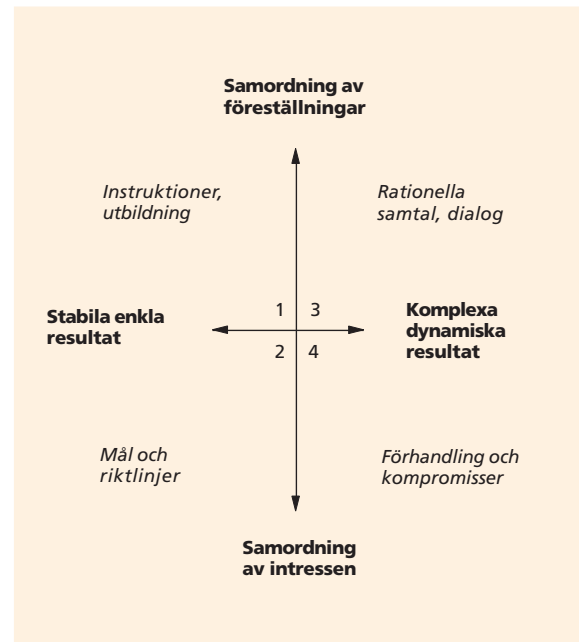 Samordning av
föreställningar
Instruktioner,
utbildning
Rationella
samtal, dialog
Stabila enkla
resultat
1 3
2 4
Komplexa
dynamiska
resultat
Mål och
riktlinjer
Förhandling och
kompromisser
Samordning
av intressen